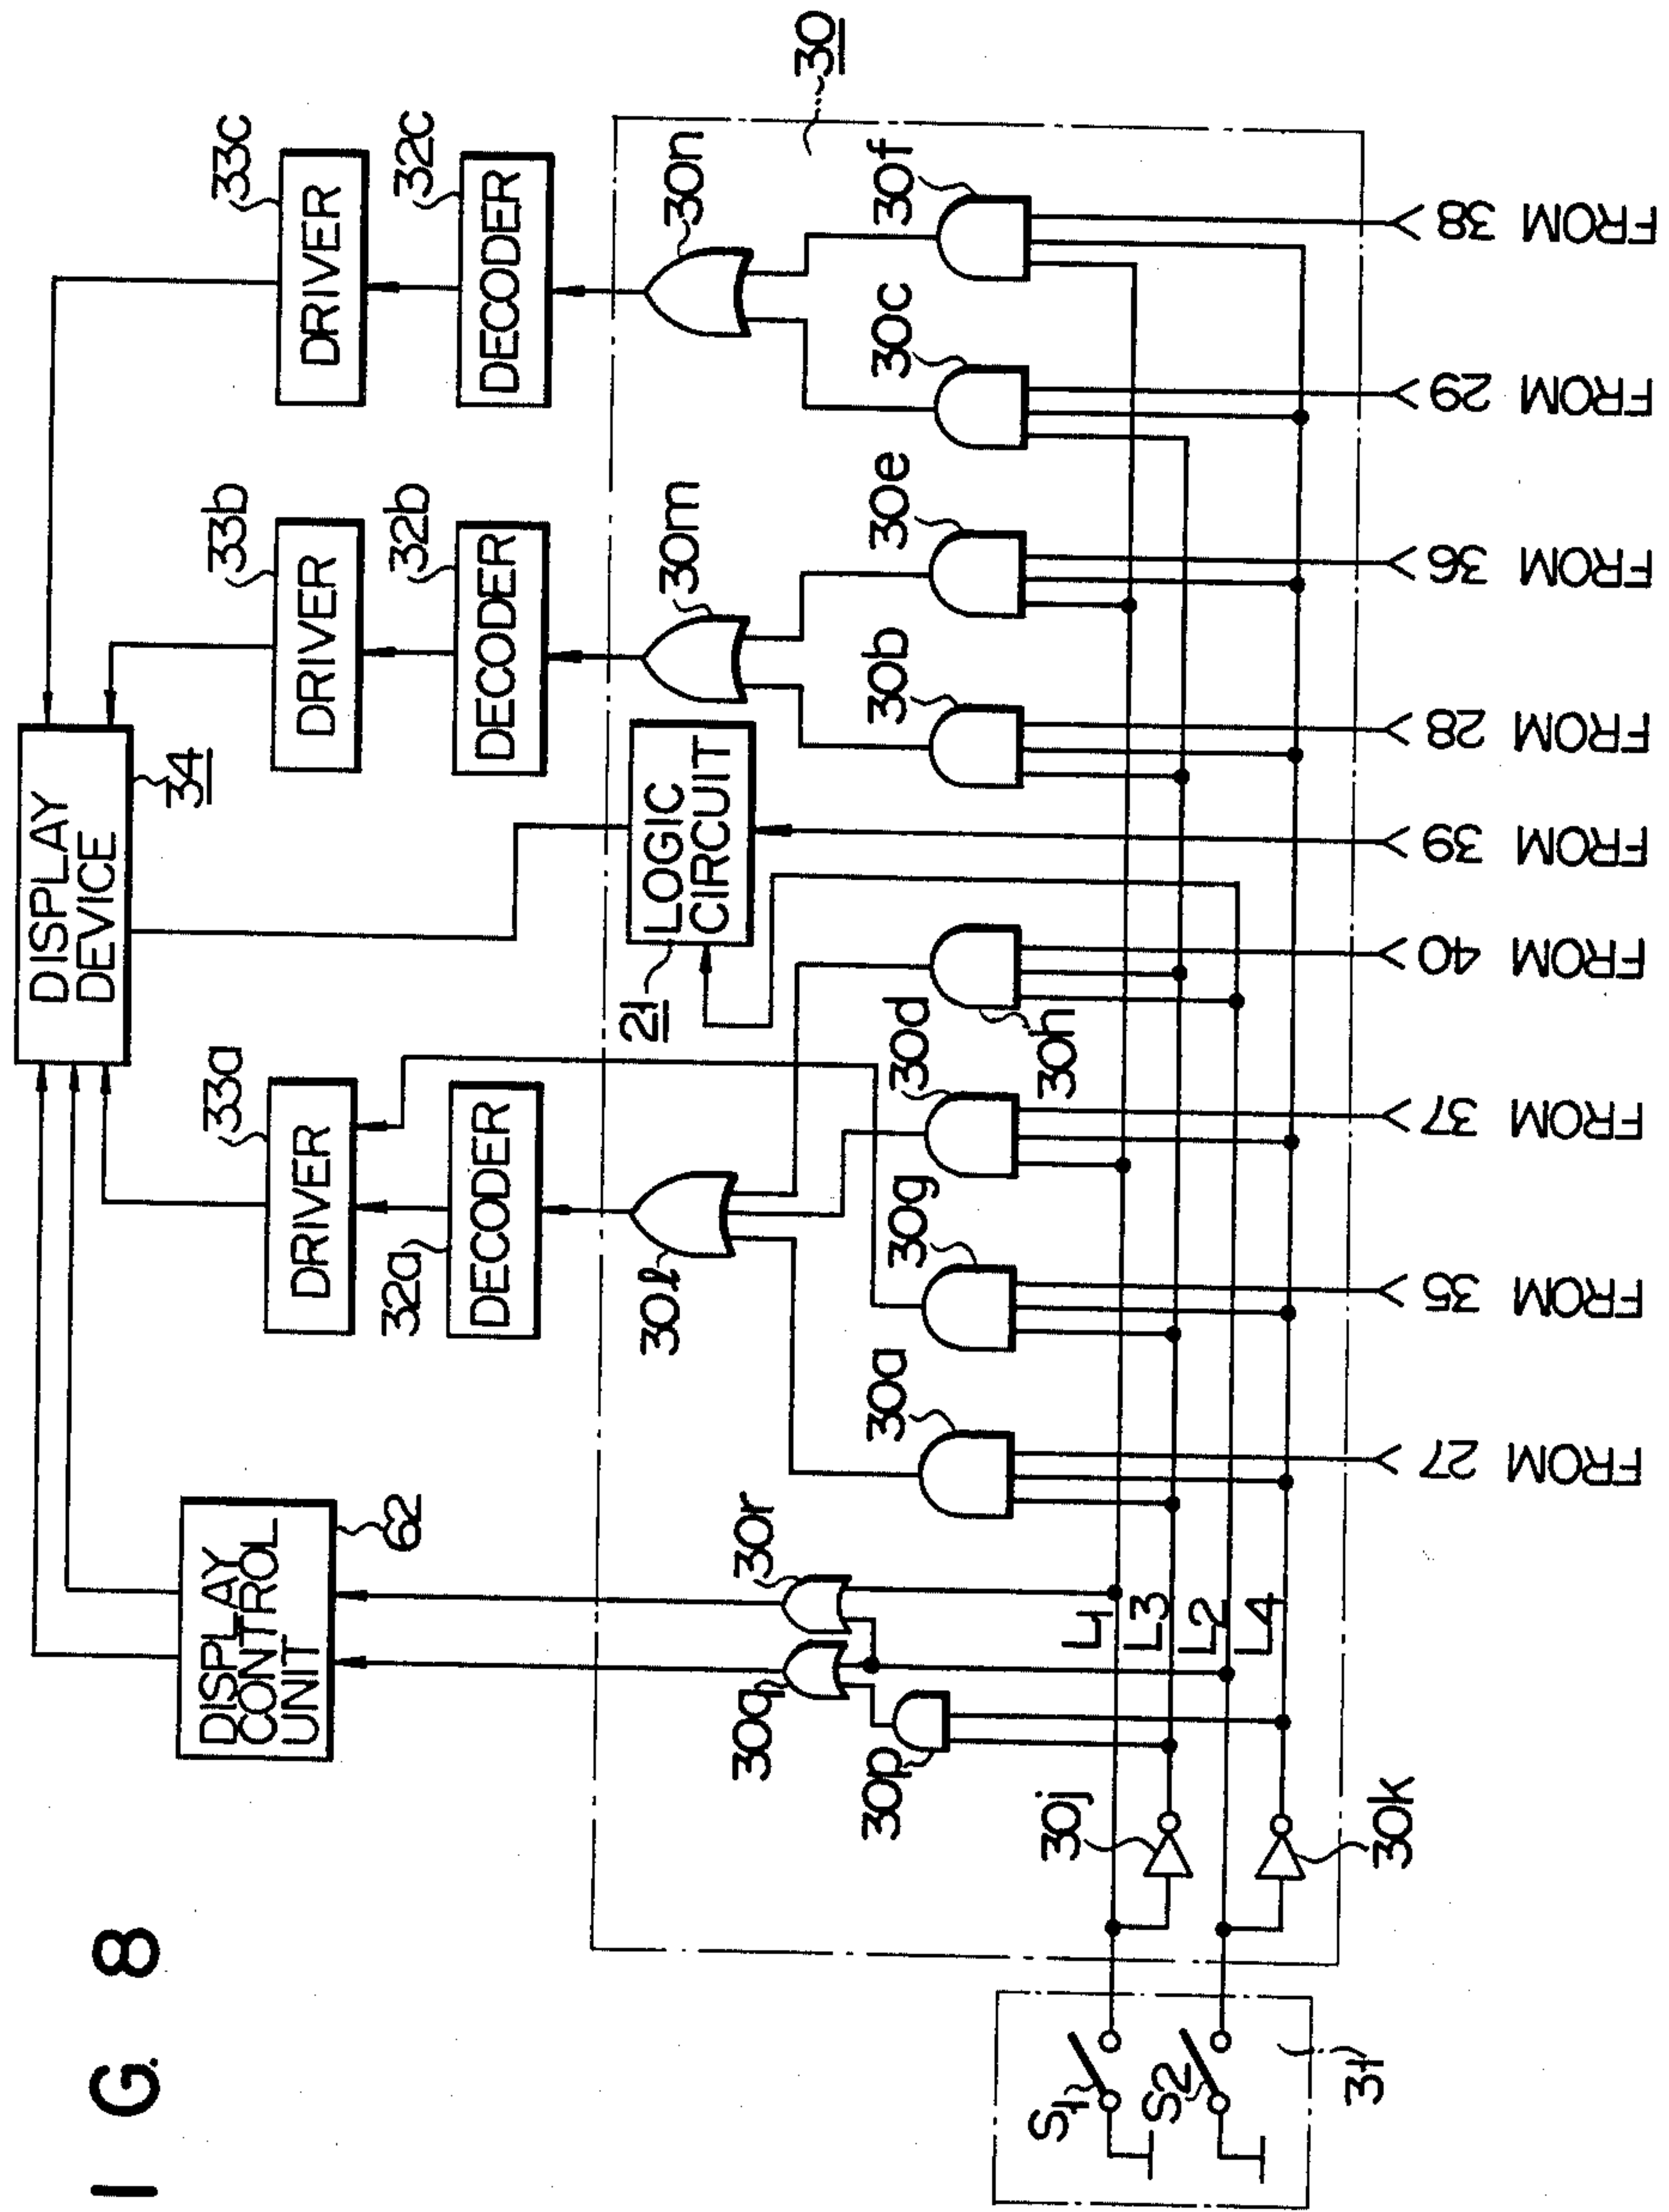 I G. 8
DISPLAY
DEVICE
34
DISPLAY
CONTROL
UNIT
62
DRIVER
33a
DRIVER
33b
DRIVER
33c
DECODER
32a
DECODER
32b
DECODER
32c
LOGIC
CIRCUIT
21
30
30l
30m
30n
30q
30r
30p
30a
30g
30d
30h
30b
30e
30c
30f
L1
L3
L2
L4
30j
30k
S1
S2
31
FROM 27
FROM 35
FROM 37
FROM 40
FROM 39
FROM 28
FROM 36
FROM 29
FROM 38